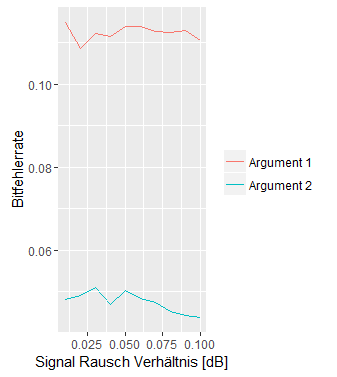 0.10
0.08
0.06
Bitfehlerrate
0.025 0.050 0.075 0.100
Signal Rausch Verhältnis [dB]
Argument 1
Argument 2